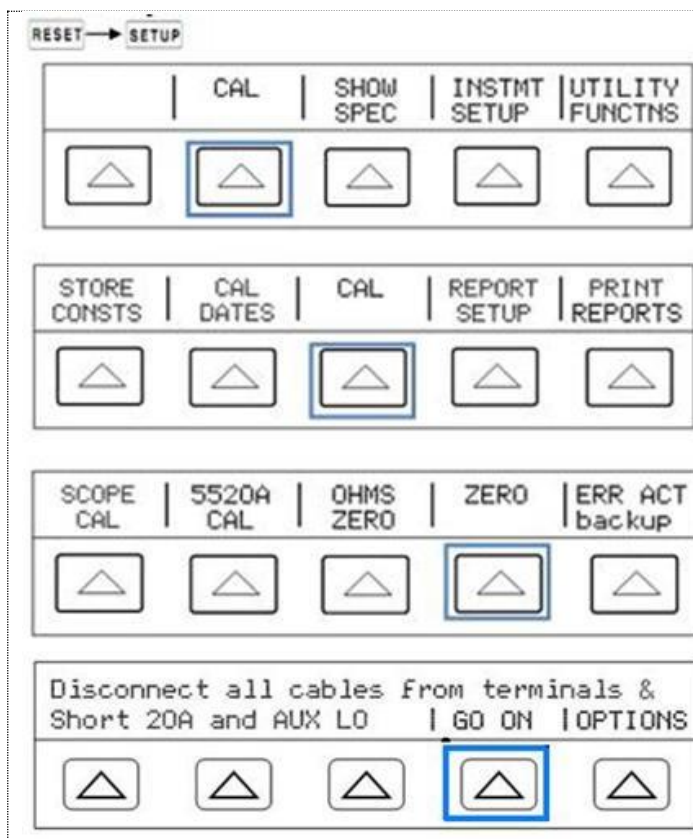 RESET SETUP
CAL SHOW INSTMT UTILITY
SPEC SETUP FUNCTNS
STORE CAL CAL REPORT PRINT
CONSTS DATES SETUP REPORTS
SCOPE 5520A OHMS ZERO ERR ACT
CAL CAL ZERO backup
Disconnect all cables from terminals &
Short 20A and AUX LO | GO ON | OPTIONS